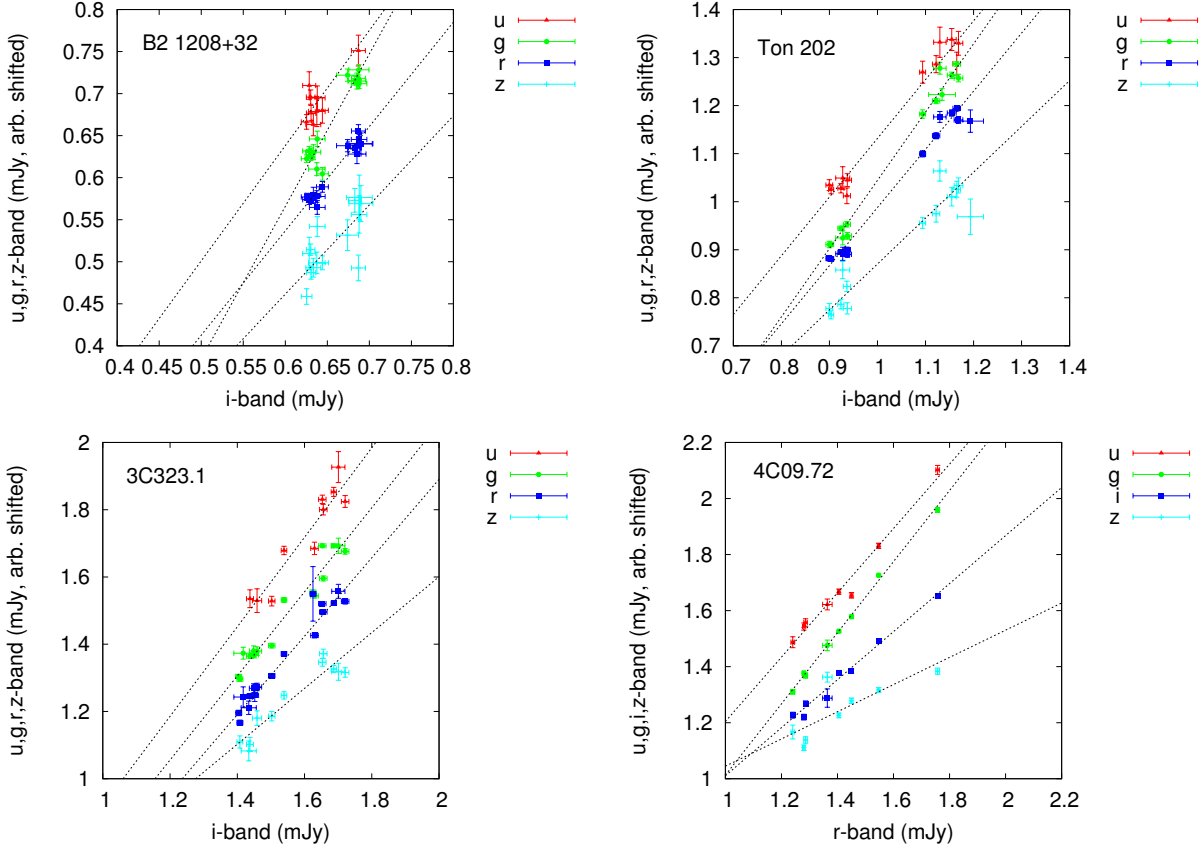 B2 1208+32
u
g
r
z
u,g,r,z-band (mJy, arb. shifted)
0.75
0.7
0.65
0.6
0.55
0.5
0.45
0.4
0.4 0.45 0.5 0.55 0.6 0.65 0.7 0.75 0.8
i-band (mJy)
Ton 202
u
g
r
z
u,g,r,z-band (mJy, arb. shifted)
1.4
1.3
1.2
1.1
1
0.9
0.8
0.7
0.7 0.8 0.9 1 1.1 1.2 1.3 1.4
i-band (mJy)
3C323.1
u
g
r
z
u,g,r,z-band (mJy, arb. shifted)
2
1.8
1.6
1.4
1.2
1
1 1.2 1.4 1.6 1.8 2
i-band (mJy)
4C09.72
u
g
i
z
u,g,i,z-band (mJy, arb. shifted)
2.2
2
1.8
1.6
1.4
1.2
1
1 1.2 1.4 1.6 1.8 2 2.2
r-band (mJy)